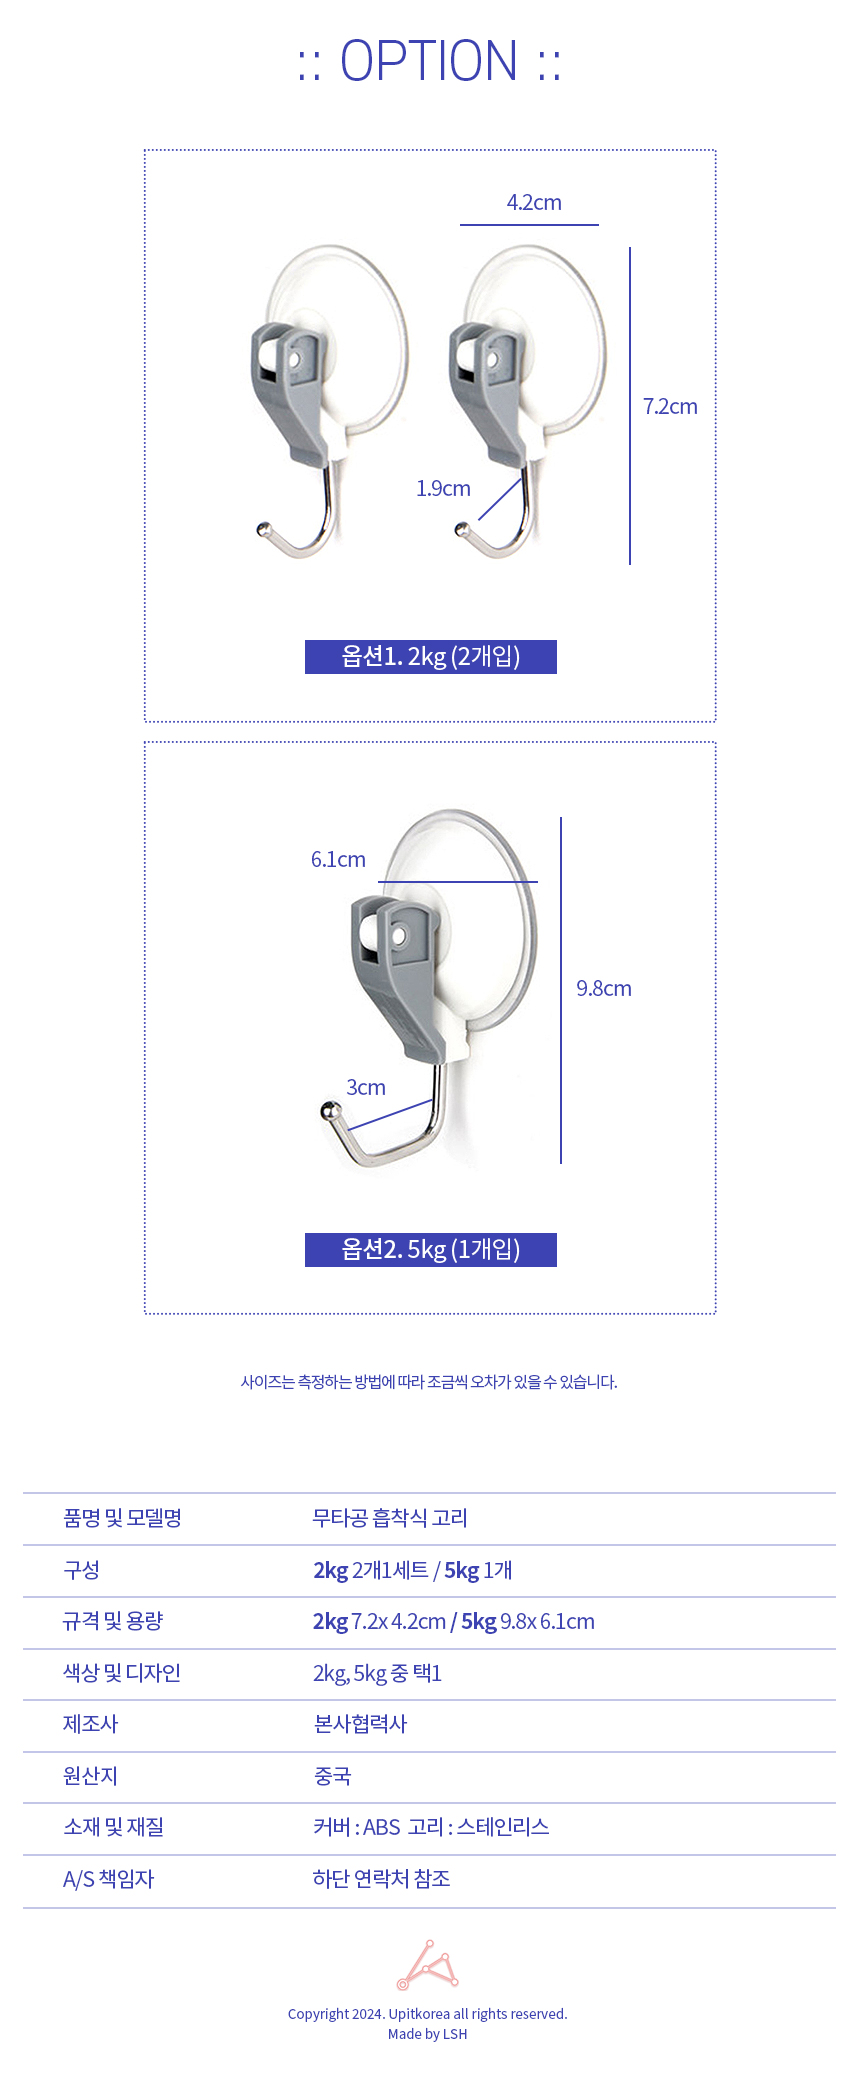 :: OPTION ::
4.2cm
7.2cm
1.9cm
옵션1. 2kg (2개입)
6.1cm
9.8cm
3cm
옵션2. 5kg (1개입)
사이즈는 측정하는 방법에 따라 조금씩 오차가 있을 수 있습니다.
품명 및 모델명 무타공 흡착식 고리
구성 2kg 2개1세트 / 5kg 1개
규격 및 용량 2kg 7.2x 4.2cm / 5kg 9.8x 6.1cm
색상 및 디자인 2kg, 5kg 중 택1
제조사 본사협력사
원산지 중국
소재 및 재질 커버 : ABS 고리 : 스테인리스
A/S 책임자 하단 연락처 참조
Copyright 2024. Upitkorea all rights reserved.
Made by LSH